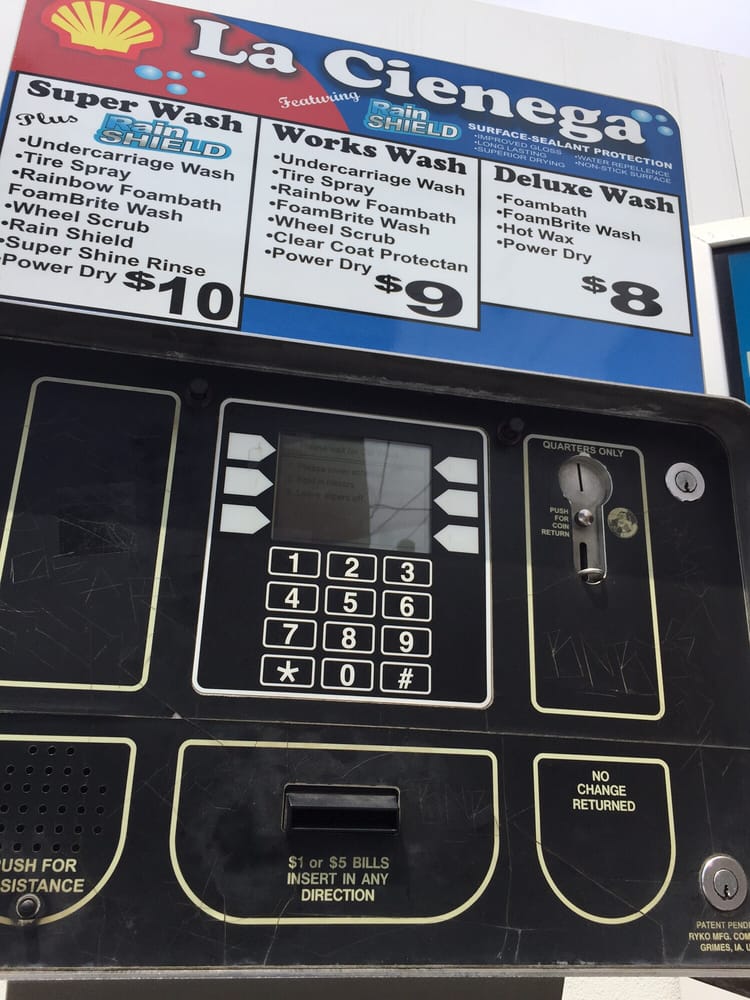 La Cienega
Featuring
Rain
SHIELD
SURFACE-SEALANT PROTECTION
•IMPROVED GLOSS
•LONG LASTING
•SUPERIOR DRYING
•WATER REPELLENCE
•NON-STICK SURFACE
Super Wash
Plus
Rain
SHIELD
•Undercarriage Wash
•Tire Spray
•Rainbow Foambath
FoamBrite Wash
•Wheel Scrub
•Rain Shield
•Super Shine Rinse
Power Dry
$10
Works Wash
•Undercarriage Wash
•Tire Spray
•Rainbow Foambath
•FoamBrite Wash
•Wheel Scrub
•Clear Coat Protectan
•Power Dry
$9
Deluxe Wash
•Foambath
•FoamBrite Wash
•Hot Wax
•Power Dry
$8
1 2 3
4 5 6
7 8 9
* 0 #
QUARTERS ONLY
PUSH
FOR
COIN
RETURN
USH FOR
SISTANCE
$1 or $5 BILLS
INSERT IN ANY
DIRECTION
NO
CHANGE
RETURNED
PATENT PENDI
RYKO MFG. COM
GRIMES, IA. U